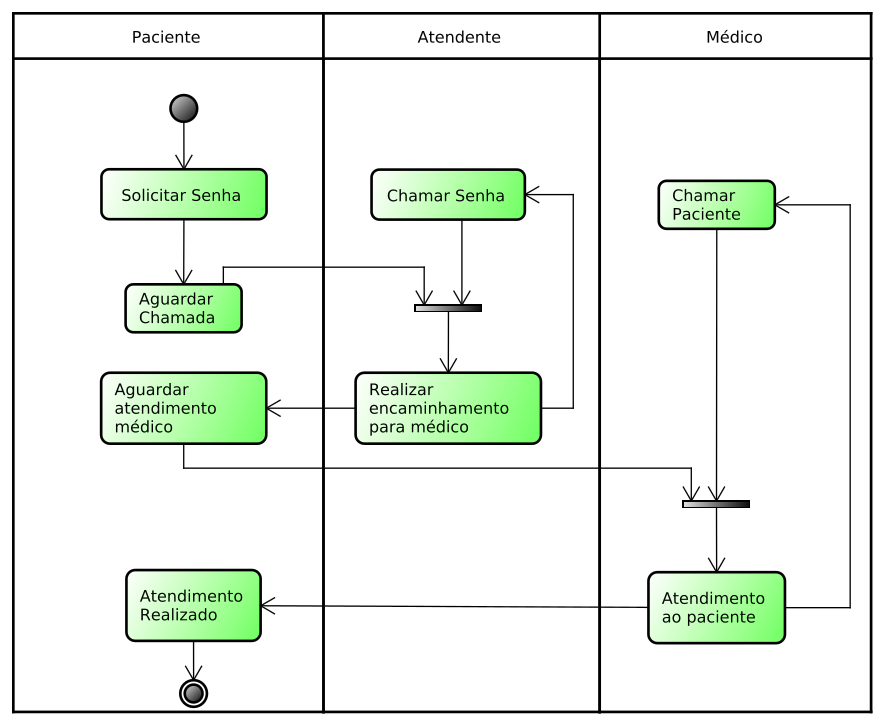 Paciente
Atendente
Médico
Solicitar Senha
Chamar Senha
Chamar
Paciente
Aguardar
Chamada
Aguardar
atendimento
médico
Realizar
encaminhamento
para médico
Atendimento
Realizado
Atendimento
ao paciente